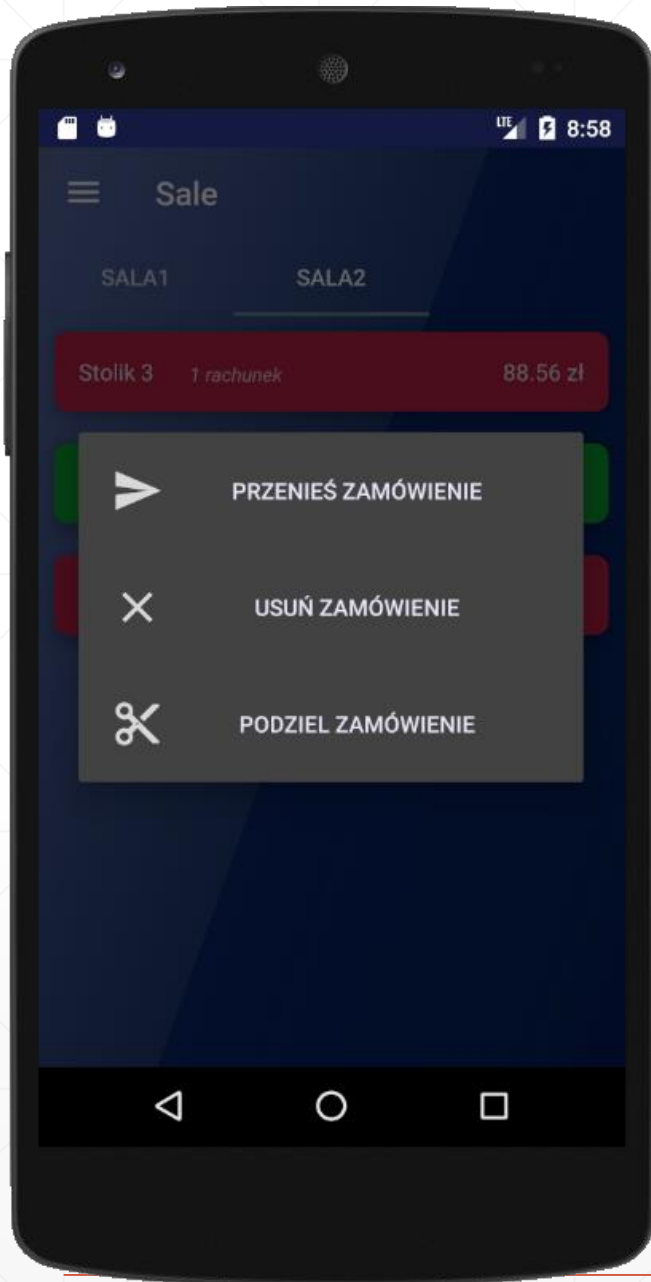 LTE 8:58
Sale
SALA1 SALA2
Stolik 3 1 rachunek 88.56 zł
PRZENIEŚ ZAMÓWIENIE
USUŃ ZAMÓWIENIE
PODZIEL ZAMÓWIENIE